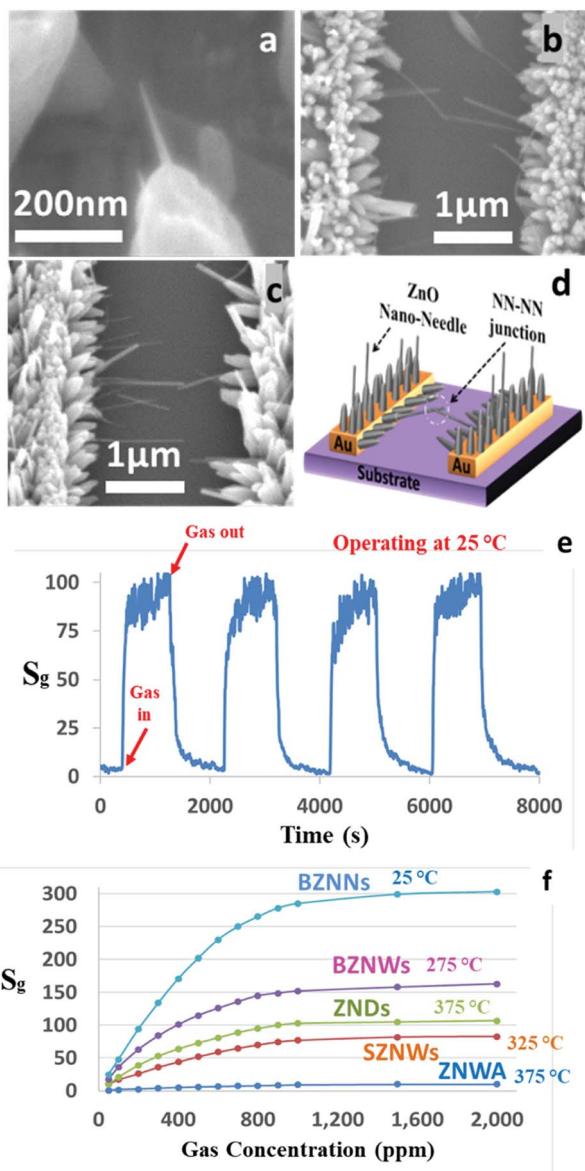 a
200nm
b
1μm
c
1μm
d
ZnO
Nano-Needle
NN-NN
junction
Au
Au
Substrate
e
Gas out
Operating at 25 °C
100
75
50
25
0
Sg
Gas
in
0
2000
4000
6000
8000
Time (s)
f
300
250
200
150
100
50
0
Sg
BZNNs 25 °C
BZNWs 275 °C
ZNDs 375 °C
SZNWs 325 °C
ZNWA 375 °C
0
400
800
1,200
1,600
2,000
Gas Concentration (ppm)